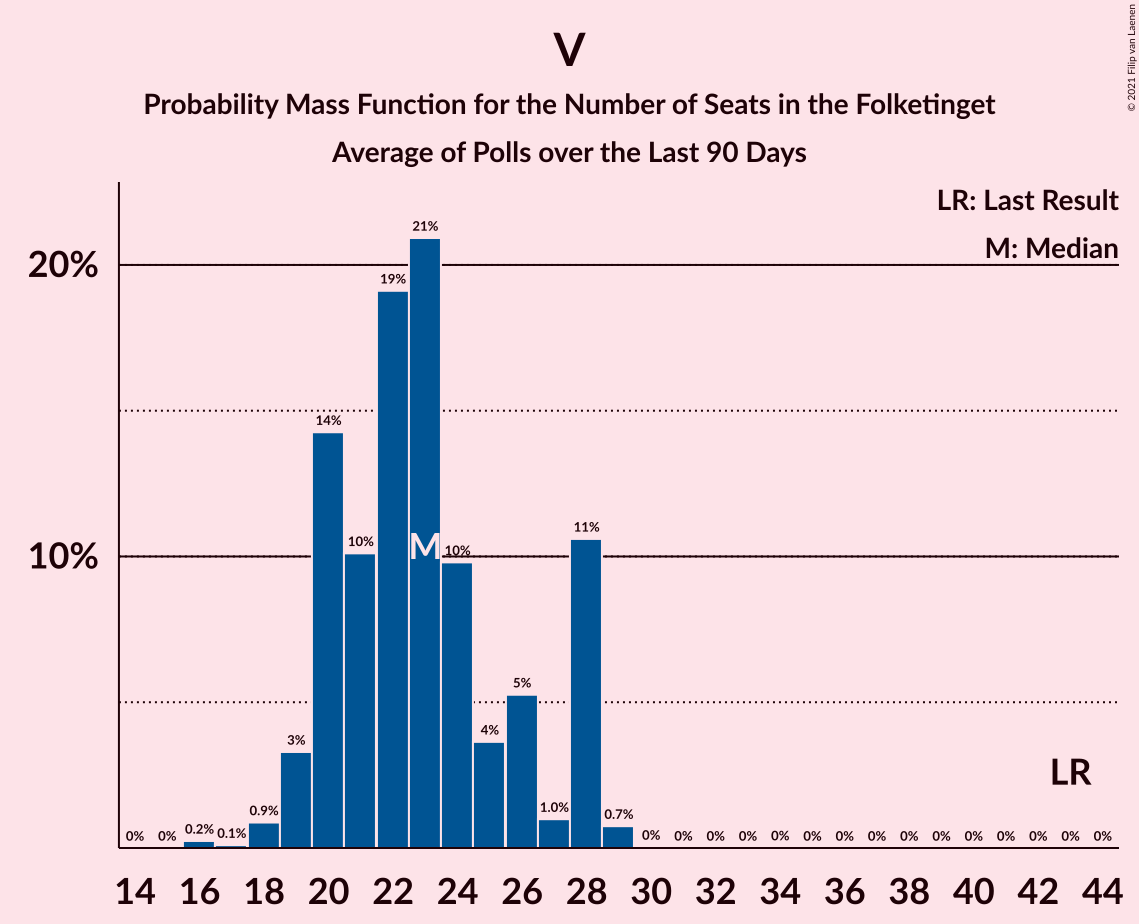 V
Probability Mass Function for the Number of Seats in the Folketinget
Average of Polls over the Last 90 Days
© 2021 Filip van Laenen
LR: Last Result
M: Median
20%
10%
0% 0% 0.2% 0.1% 0.9% 3% 14% 10% 19% 21% 10% 4% 5% 1.0% 11% 0.7% 0% 0% 0% 0% 0% 0% 0% 0% 0% 0% 0% 0% 0% 0% 0%
M
LR
14 16 18 20 22 24 26 28 30 32 34 36 38 40 42 44